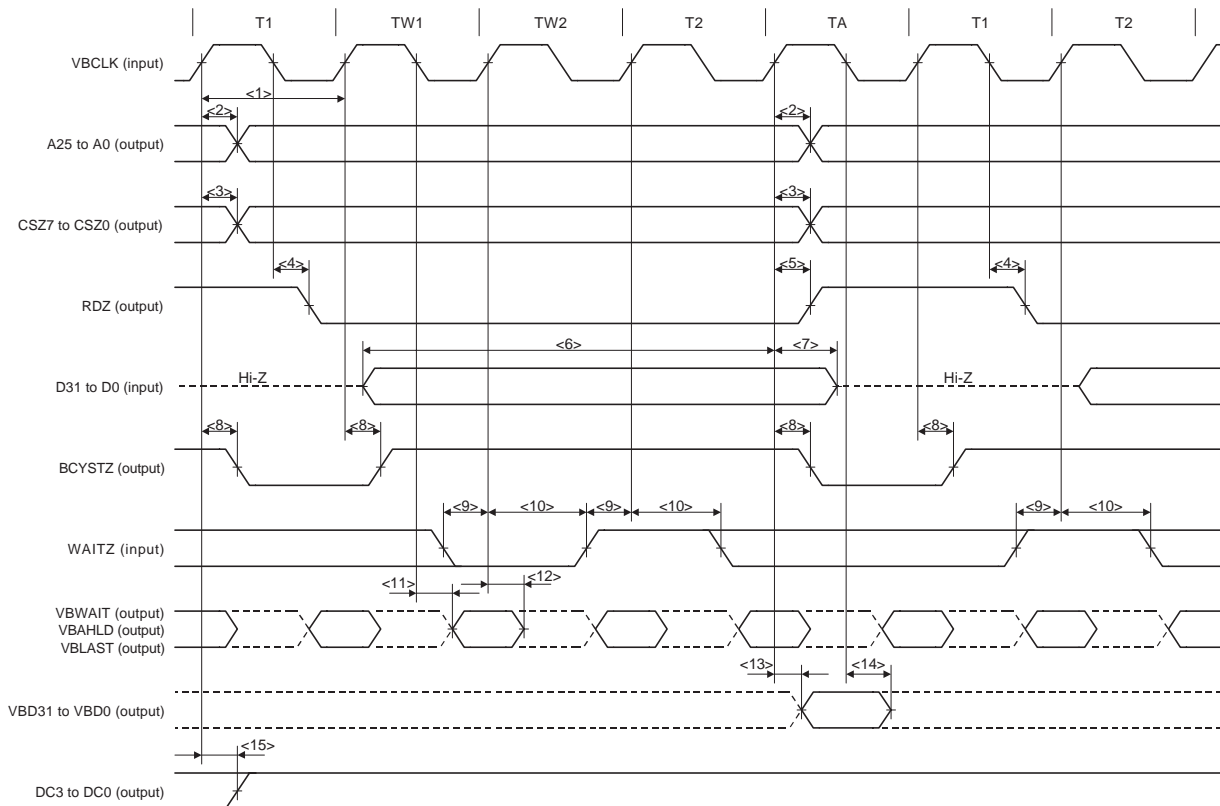 T1 TW1 TW2 T2 TA T1 T2
VBCLK (input)
<1>
<2> <2>
A25 to A0 (output)
<3> <3>
CSZ7 to CSZ0 (output)
<4> <5> <4>
RDZ (output)
<6> <7>
Hi-Z Hi-Z
D31 to D0 (input)
<8> <8> <8> <8>
BCYSTZ (output)
<9> <10> <9> <10> <9> <10>
WAITZ (input)
<11> <12>
VBWAIT (output)
VBAHLD (output)
VBLAST (output)
<13> <14>
VBD31 to VBD0 (output)
<15>
DC3 to DC0 (output)